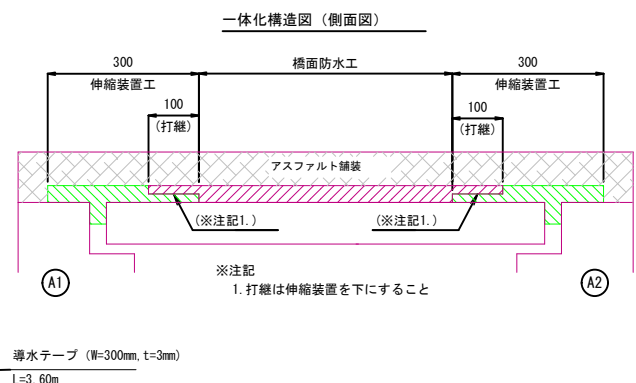 一体化構造図（側面図）
300
橋面防水工
300
伸縮装置工
伸縮装置工
100
100
(打継)
(打継)
アスファルト舗装
(※注記1.)
(※注記1.)
※注記
1. 打継は伸縮装置を下にすること
A1
A2
導水テープ（W=300mm, t=3mm）
L=3.60m